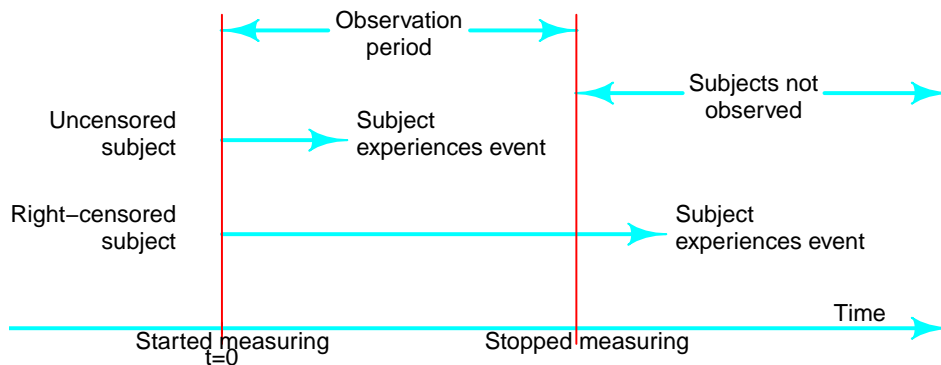 Observation
period
Subjects not
observed
Uncensored
subject
Subject
experiences event
Right−censored
subject
Subject
experiences event
Time
Started measuring
t=0
Stopped measuring